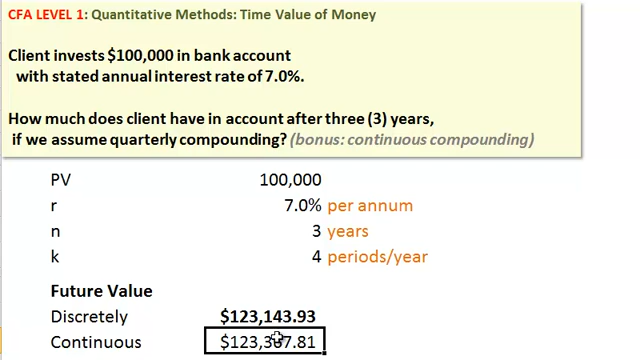 CFA LEVEL 1: Quantitative Methods: Time Value of Money
Client invests $100,000 in bank account
with stated annual interest rate of 7.0%.
How much does client have in account after three (3) years,
if we assume quarterly compounding? (bonus: continuous compounding)
PV 100,000
r 7.0% per annum
n 3 years
k 4 periods/year
Future Value
Discretely $123,143.93
Continuous